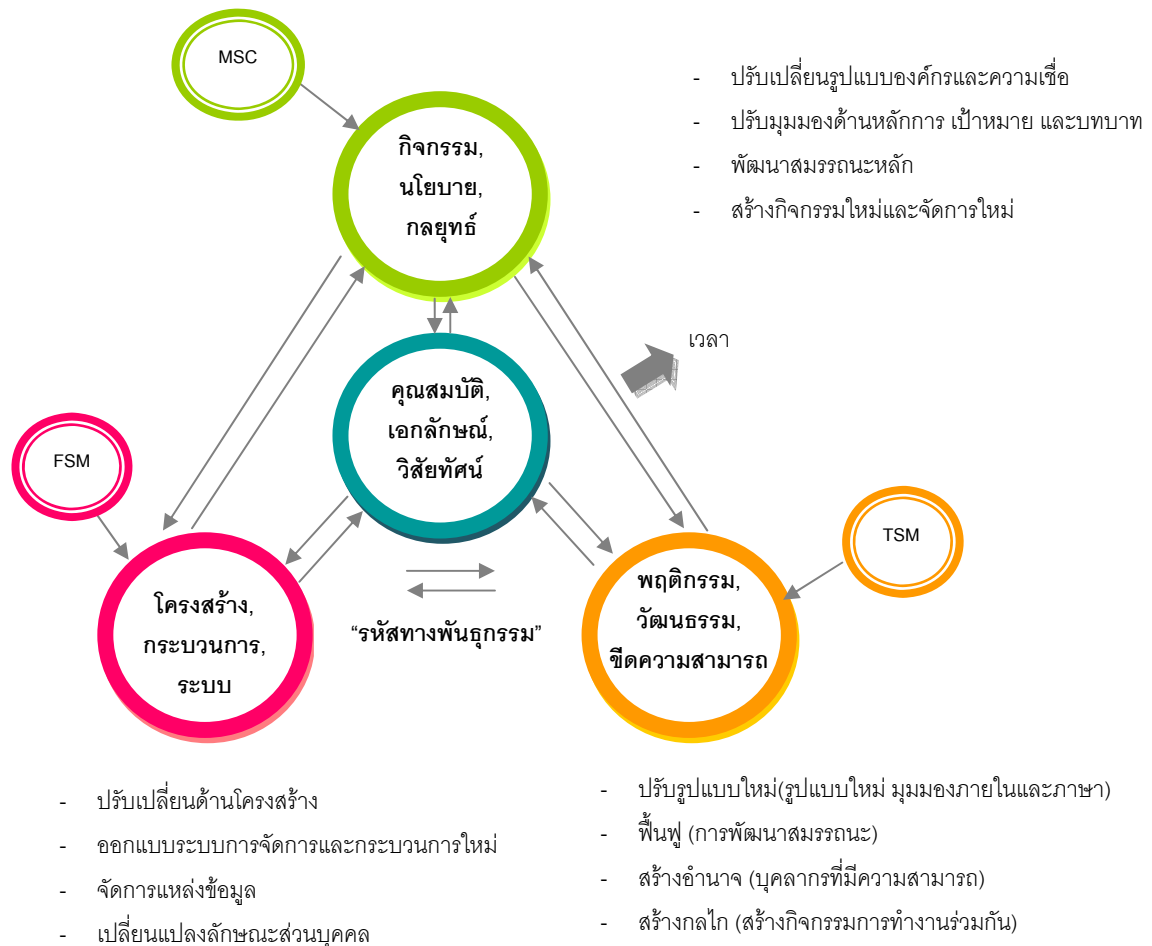 MSC
- ปรับเปลี่ยนรูปแบบองค์กรและความเชื่อ
- ปรับมุมมองด้านหลักการ เป้าหมาย และบทบาท
- พัฒนาสมรรถนะหลัก
- สร้างกิจกรรมใหม่และจัดการใหม่
กิจกรรม,
นโยบาย,
กลยุทธ์
เวลา
คุณสมบัติ,
เอกลักษณ์,
วิสัยทัศน์
FSM
TSM
โครงสร้าง,
กระบวนการ,
ระบบ
“รหัสทางพันธุกรรม”
พฤติกรรม,
วัฒนธรรม,
ขีดความสามารถ
- ปรับเปลี่ยนด้านโครงสร้าง
- ออกแบบระบบการจัดการและกระบวนการใหม่
- จัดการแหล่งข้อมูล
- เปลี่ยนแปลงลักษณะส่วนบุคคล
- ปรับรูปแบบใหม่(รูปแบบใหม่ มุมมองภายในและภาษา)
- ฟื้นฟู (การพัฒนาสมรรถนะ)
- สร้างอำนาจ (บุคลากรที่มีความสามารถ)
- สร้างกลไก (สร้างกิจกรรมการทำงานร่วมกัน)